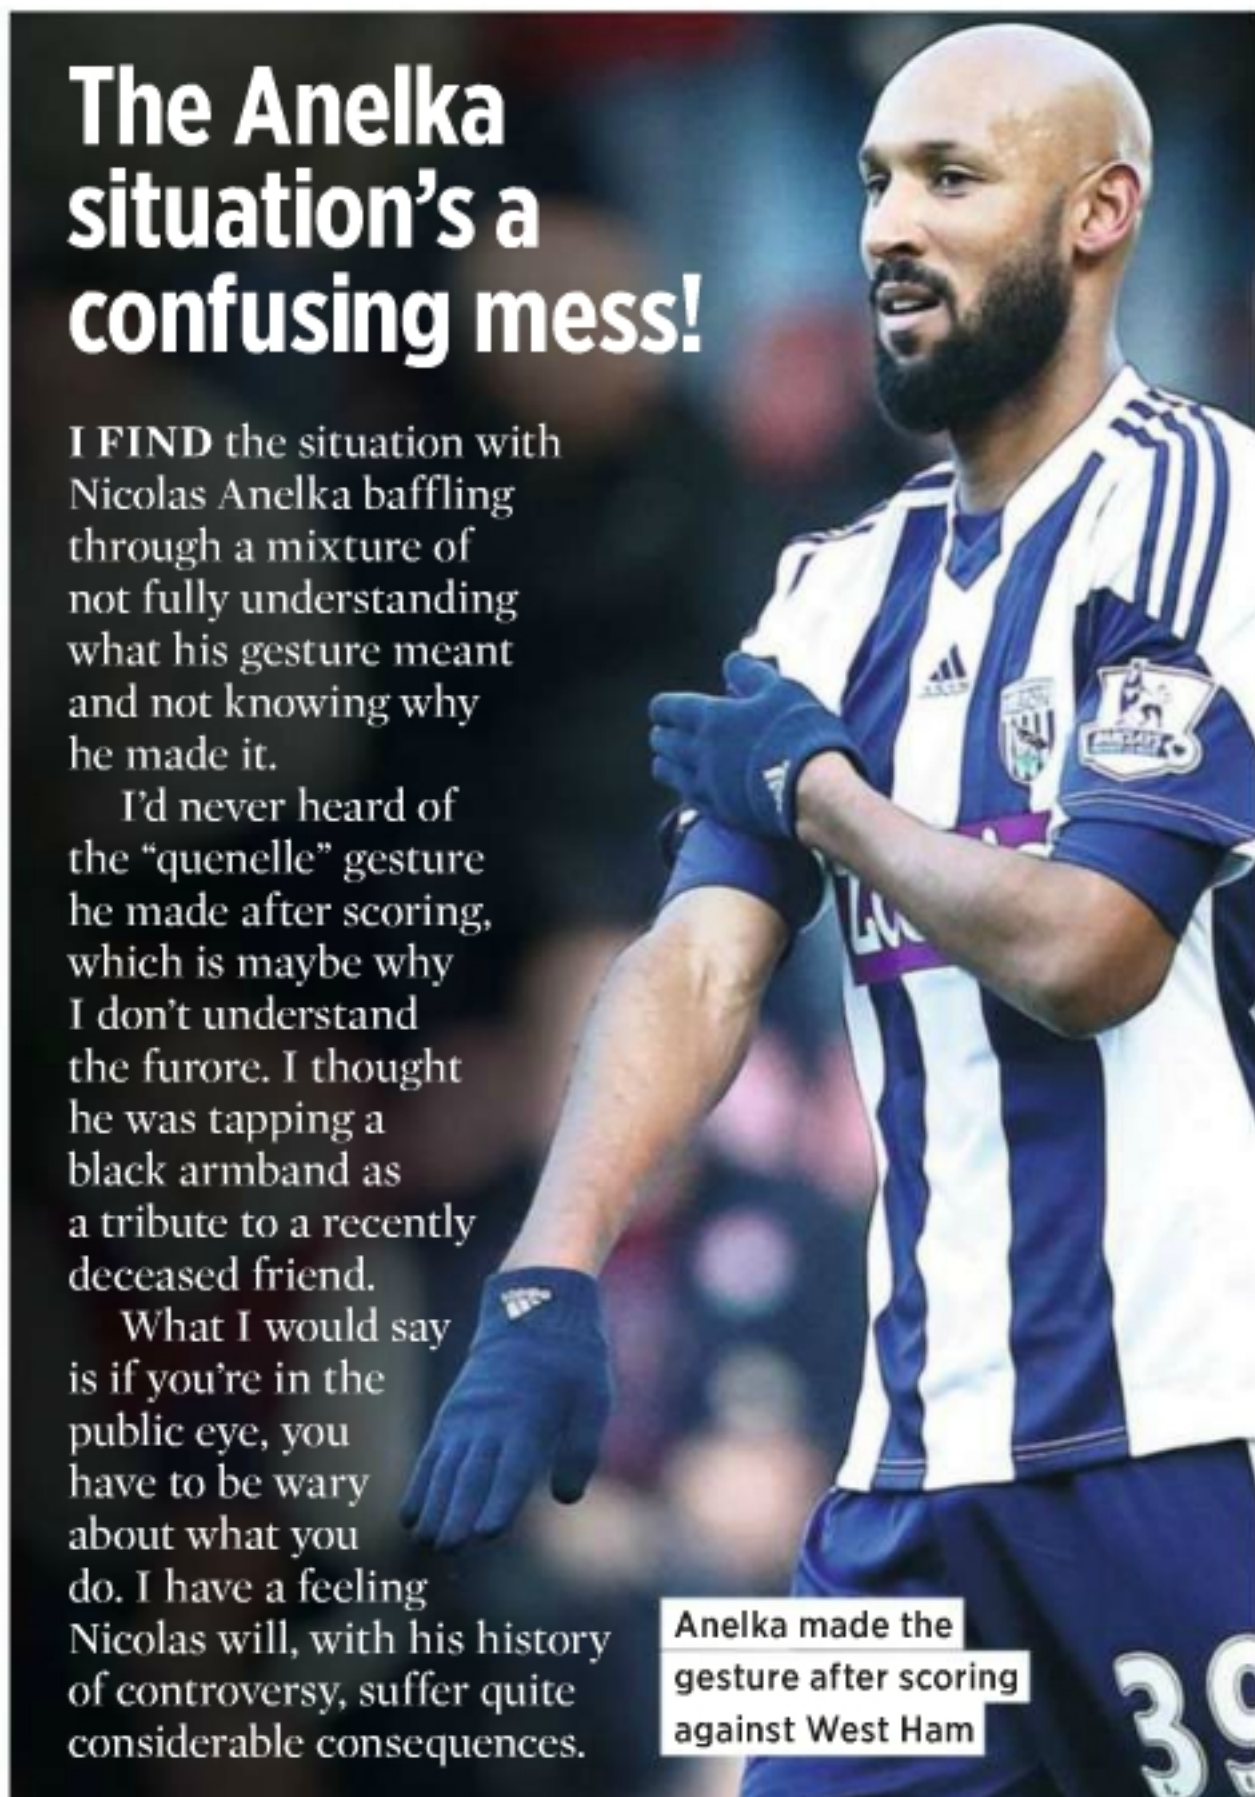 The Anelka
situation's a
confusing mess!
I FIND the situation with
Nicolas Anelka baffling
through a mixture of
not fully understanding
what his gesture meant
and not knowing why
he made it.
I'd never heard of
the “quenelle” gesture
he made after scoring,
which is maybe why
I don't understand
the furore. I thought
he was tapping a
black armband as
a tribute to a recently
deceased friend.
What I would say
is if you're in the
public eye, you
have to be wary
about what you
do. I have a feeling
Nicolas will, with his history
of controversy, suffer quite
considerable consequences.
Anelka made the
gesture after scoring
against West Ham
39